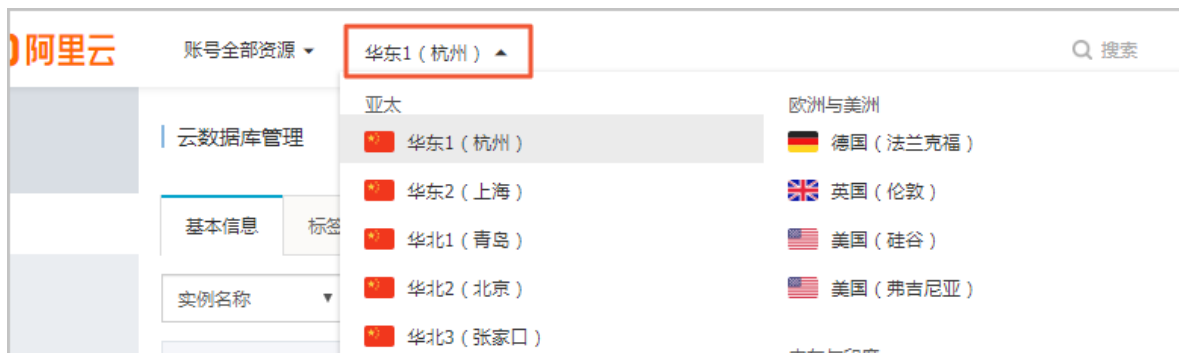 阿里云
账号全部资源
华东1（杭州）
搜索
云数据库管理
基本信息
标签
实例名称
亚太
华东1（杭州）
华东2（上海）
华北1（青岛）
华北2（北京）
华北3（张家口）
欧洲与美洲
德国（法兰克福）
英国（伦敦）
美国（硅谷）
美国（弗吉尼亚）